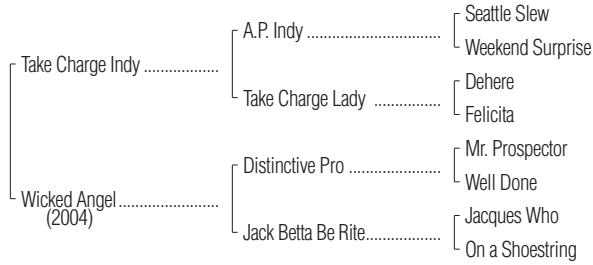 Seattle Slew
A.P. Indy ......................
Weekend Surprise
Take Charge Indy ..................
Dehere
Take Charge Lady ................
Felicita
Mr. Prospector
Distinctive Pro ......................
Well Done
Wicked Angel........................
(2004)
Jacques Who
Jack Betta Be Rite..................
On a Shoestring